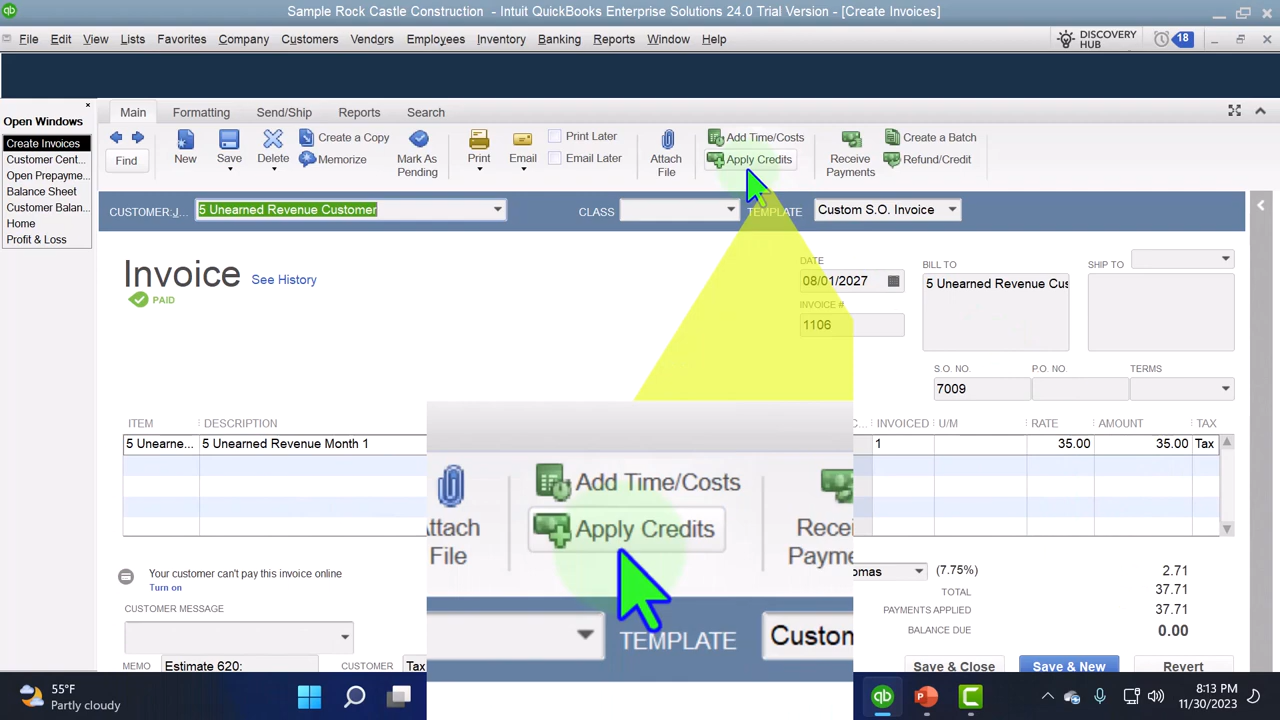 Sample Rock Castle Construction - Intuit QuickBooks Enterprise Solutions 24.0 Trial Version - [Create Invoices]
File Edit View Lists Favorites Company Customers Vendors Employees Inventory Banking Reports Window Help
DISCOVERY HUB 18
Open Windows
Create Invoices
Customer Cent...
Open Prepayme...
Balance Sheet
Customer Balan...
Home
Profit & Loss
Main Formatting Send/Ship Reports Search
Find
New
Save
Delete
Create a Copy
Memorize
Mark As Pending
Print
Email
Print Later
Email Later
Attach File
Add Time/Costs
Apply Credits
Receive Payments
Create a Batch
Refund/Credit
CUSTOMER:J... 5 Unearned Revenue Customer CLASS TEMPLATE Custom S.O. Invoice
Invoice See History
PAID
DATE
08/01/2027
INVOICE #
1106
BILL TO
5 Unearned Revenue Cus
SHIP TO
S.O. NO. P.O. NO. TERMS
7009
ITEM DESCRIPTION C... INVOICED U/M RATE AMOUNT TAX
5 Unearne... 5 Unearned Revenue Month 1 1 35.00 35.00 Tax
Add Time/Costs
Apply Credits
ttach File
Recei
Payme
TEMPLATE Custom
Your customer can't pay this invoice online
Turn on
CUSTOMER MESSAGE
MEMO Estimate 620: CUSTOMER Tax
omas (7.75%) 2.71
TOTAL 37.71
PAYMENTS APPLIED 37.71
BALANCE DUE 0.00
Save & Close Save & New Revert
55°F
Partly cloudy
8:13 PM
11/30/2023